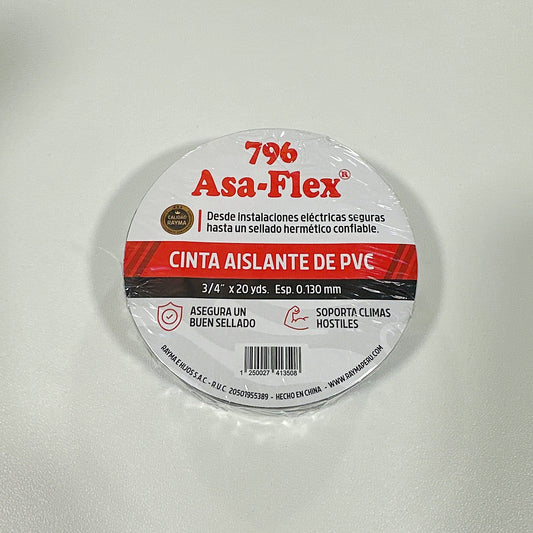 796
Asa-Flex®
CALIDAD
RAYMA
Desde instalaciones eléctricas seguras
hasta un sellado hermético confiable.
CINTA AISLANTE DE PVC
3/4" x 20 yds. Esp. 0.130 mm
ASEGURA UN
BUEN SELLADO
SOPORTA CLIMAS
HOSTILES
1 250027 413508
RAYMA E HIJOS S.A.C - R.U.C. 20501955389 - HECHO EN CHINA - WWW.RAYMAPERU.COM